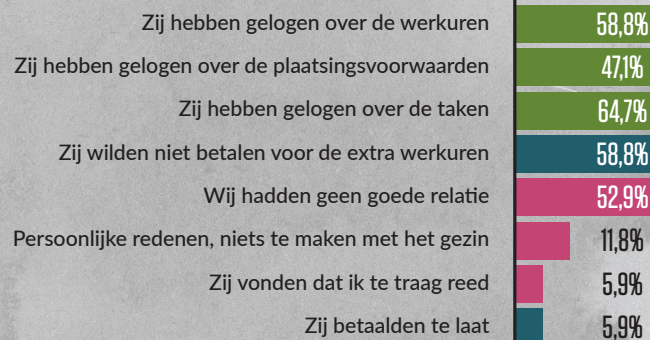 Zij hebben gelogen over de werkuren 58,8%
Zij hebben gelogen over de plaatsingsvoorwaarden 47,1%
Zij hebben gelogen over de taken 64,7%
Zij wilden niet betalen voor de extra werkuren 58,8%
Wij hadden geen goede relatie 52,9%
Persoonlijke redenen, niets te maken met het gezin 11,8%
Zij vonden dat ik te traag reed 5,9%
Zij betaalden te laat 5,9%